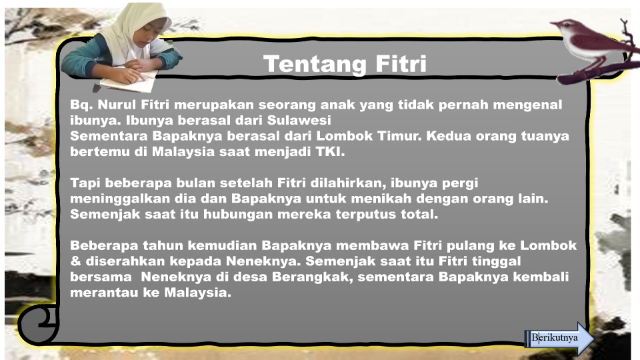 Tentang Fitri
Bq. Nurul Fitri merupakan seorang anak yang tidak pernah mengenal
ibunya. Ibunya berasal dari Sulawesi
Sementara Bapaknya berasal dari Lombok Timur. Kedua orang tuanya
bertemu di Malaysia saat menjadi TKI.
Tapi beberapa bulan setelah Fitri dilahirkan, ibunya pergi
meninggalkan dia dan Bapaknya untuk menikah dengan orang lain.
Semenjak saat itu hubungan mereka terputus total.
Beberapa tahun kemudian Bapaknya membawa Fitri pulang ke Lombok
& diserahkan kepada Neneknya. Semenjak saat itu Fitri tinggal
bersama Neneknya di desa Berangkak, sementara Bapaknya kembali
merantau ke Malaysia.
Berikutnya